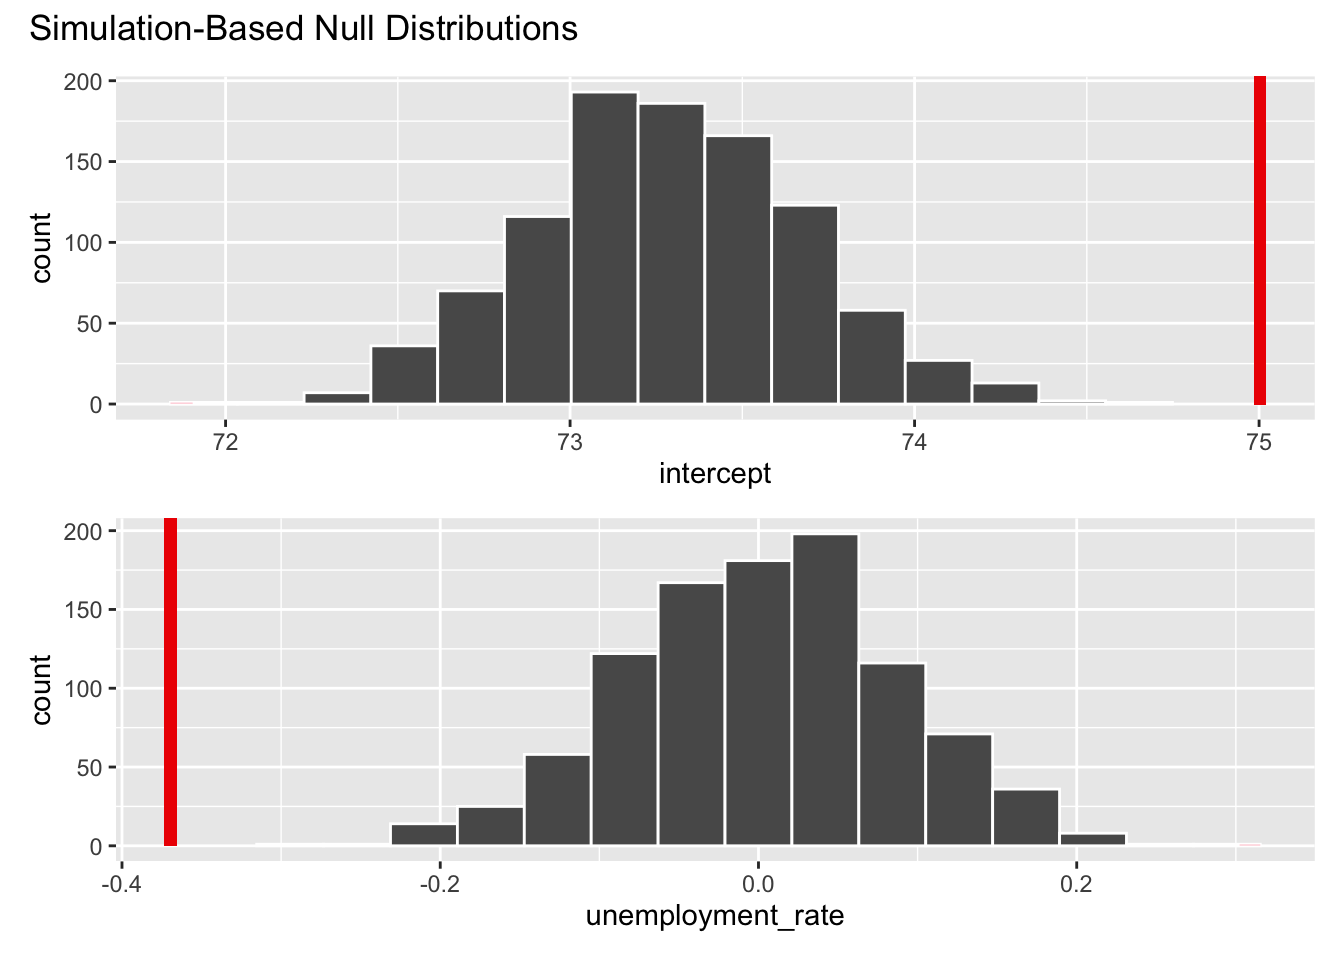 Simulation-Based Null Distributions
200
150
100
50
0
count
72 73 74 75
intercept
200
150
100
50
0
count
-0.4 -0.2 0.0 0.2
unemployment_rate